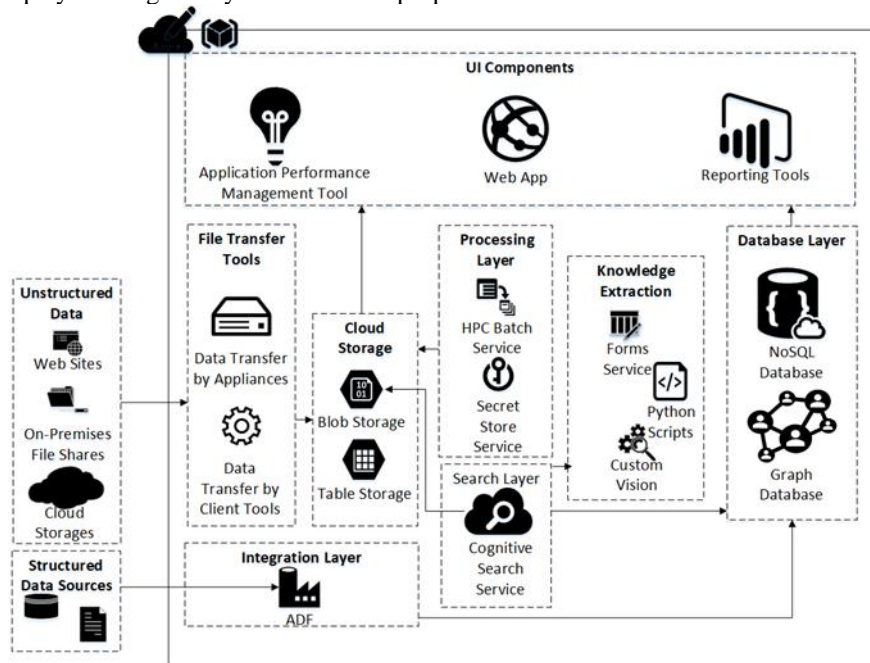 UI Components
Application Performance
Management Tool
Web App
Reporting Tools
File Transfer
Tools
Data Transfer
by Appliances
Data
Transfer by
Client Tools
Unstructured
Data
Web Sites
On-Premises
File Shares
Cloud
Storages
Structured
Data Sources
Cloud
Storage
10
01
Blob Storage
Table Storage
Processing
Layer
HPC Batch
Service
Secret
Store
Service
Search Layer
Cognitive
Search
Service
Knowledge
Extraction
Forms
Service
Python
Scripts
Custom
Vision
Database Layer
NoSQL
Database
Graph
Database
Integration Layer
ADF